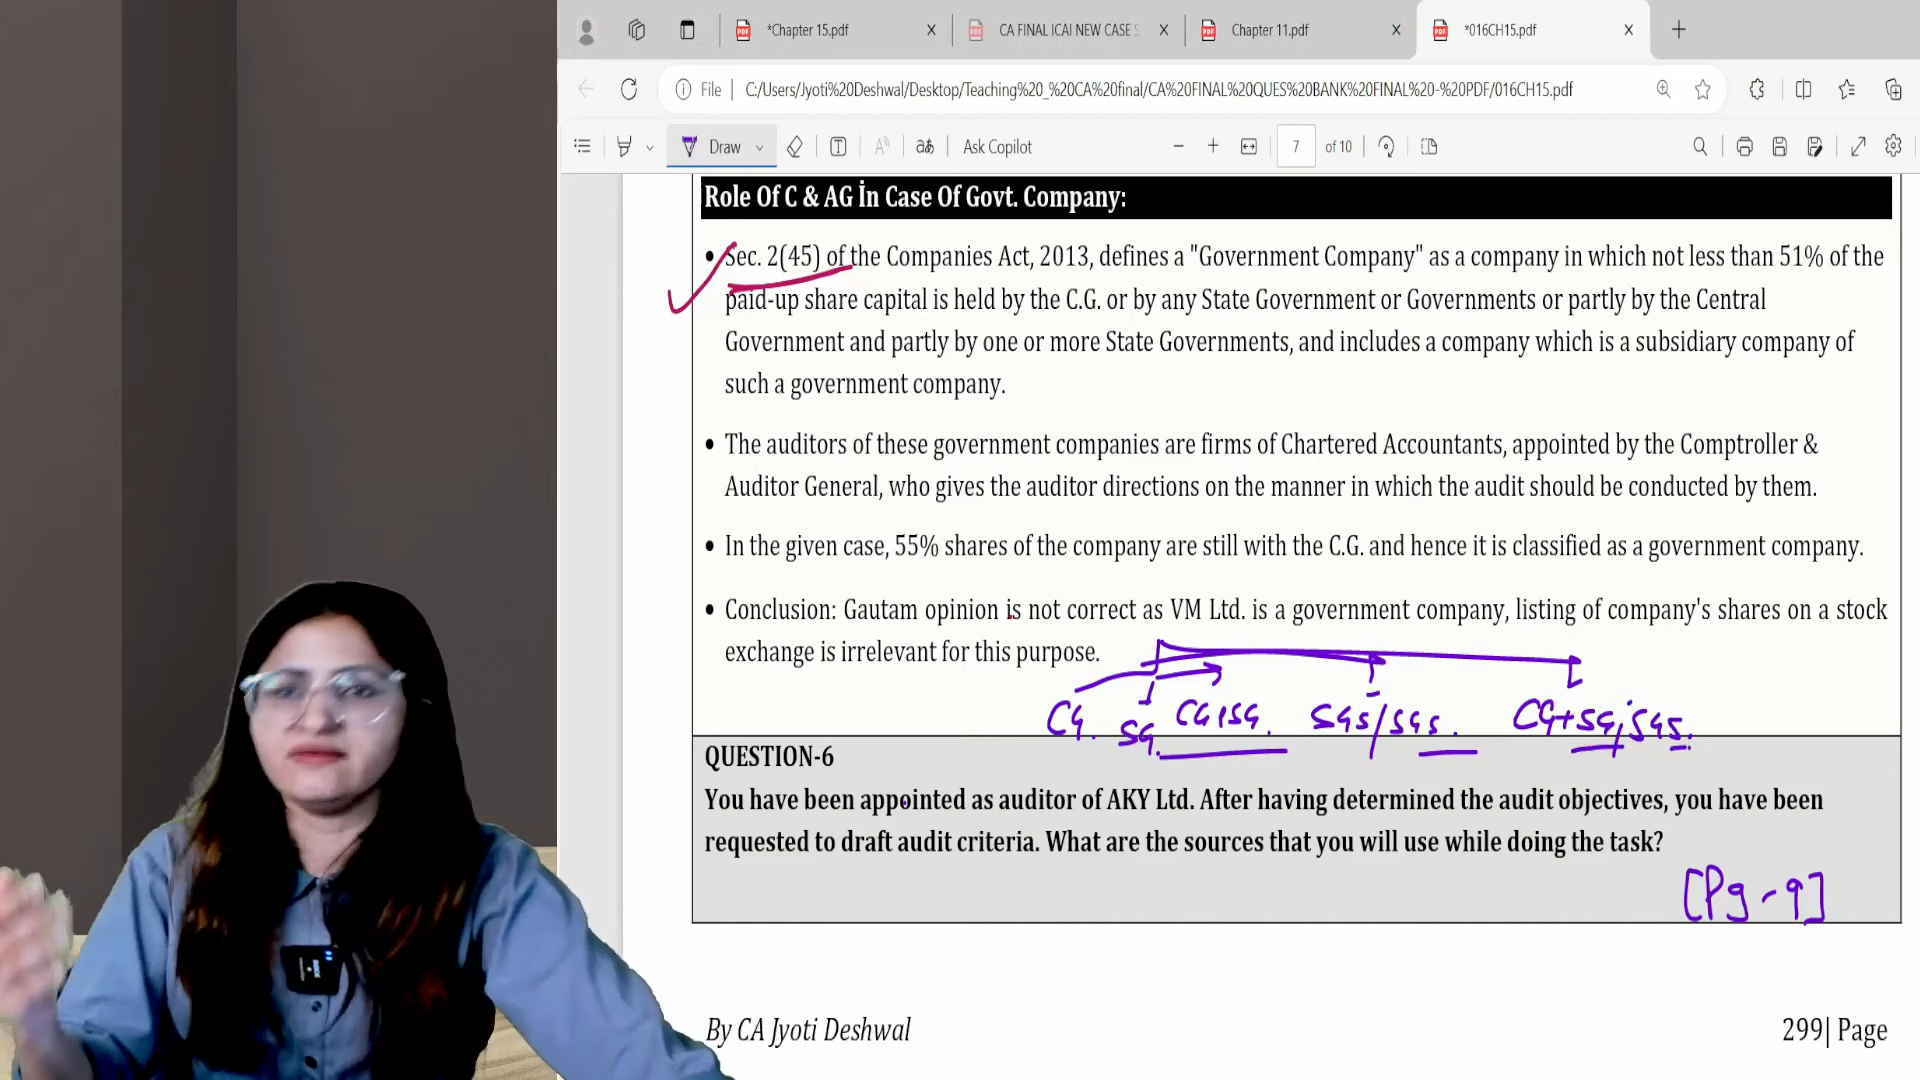 *Chapter 15.pdf
CA FINAL ICAI NEW CASE S
Chapter 11.pdf
*016CH15.pdf
File
C:/Users/Jyoti%20Deshwal/Desktop/Teaching%20_%20CA%20final/CA%20FINAL%20QUES%20BANK%20FINAL%20-%20PDF/016CH15.pdf
Draw
Ask Copilot
7 of 10
Role Of C & AG İn Case Of Govt. Company:
• Sec. 2(45) of the Companies Act, 2013, defines a "Government Company" as a company in which not less than 51% of the
paid-up share capital is held by the C.G. or by any State Government or Governments or partly by the Central
Government and partly by one or more State Governments, and includes a company which is a subsidiary company of
such a government company.
• The auditors of these government companies are firms of Chartered Accountants, appointed by the Comptroller &
Auditor General, who gives the auditor directions on the manner in which the audit should be conducted by them.
• In the given case, 55% shares of the company are still with the C.G. and hence it is classified as a government company.
• Conclusion: Gautam opinion is not correct as VM Ltd. is a government company, listing of company's shares on a stock
exchange is irrelevant for this purpose.
CG. SG. CG+SG. SGs/SGs. CG+SG, SGs.
QUESTION-6
You have been appointed as auditor of AKY Ltd. After having determined the audit objectives, you have been
requested to draft audit criteria. What are the sources that you will use while doing the task?
[Pg - 9]
By CA Jyoti Deshwal
299| Page